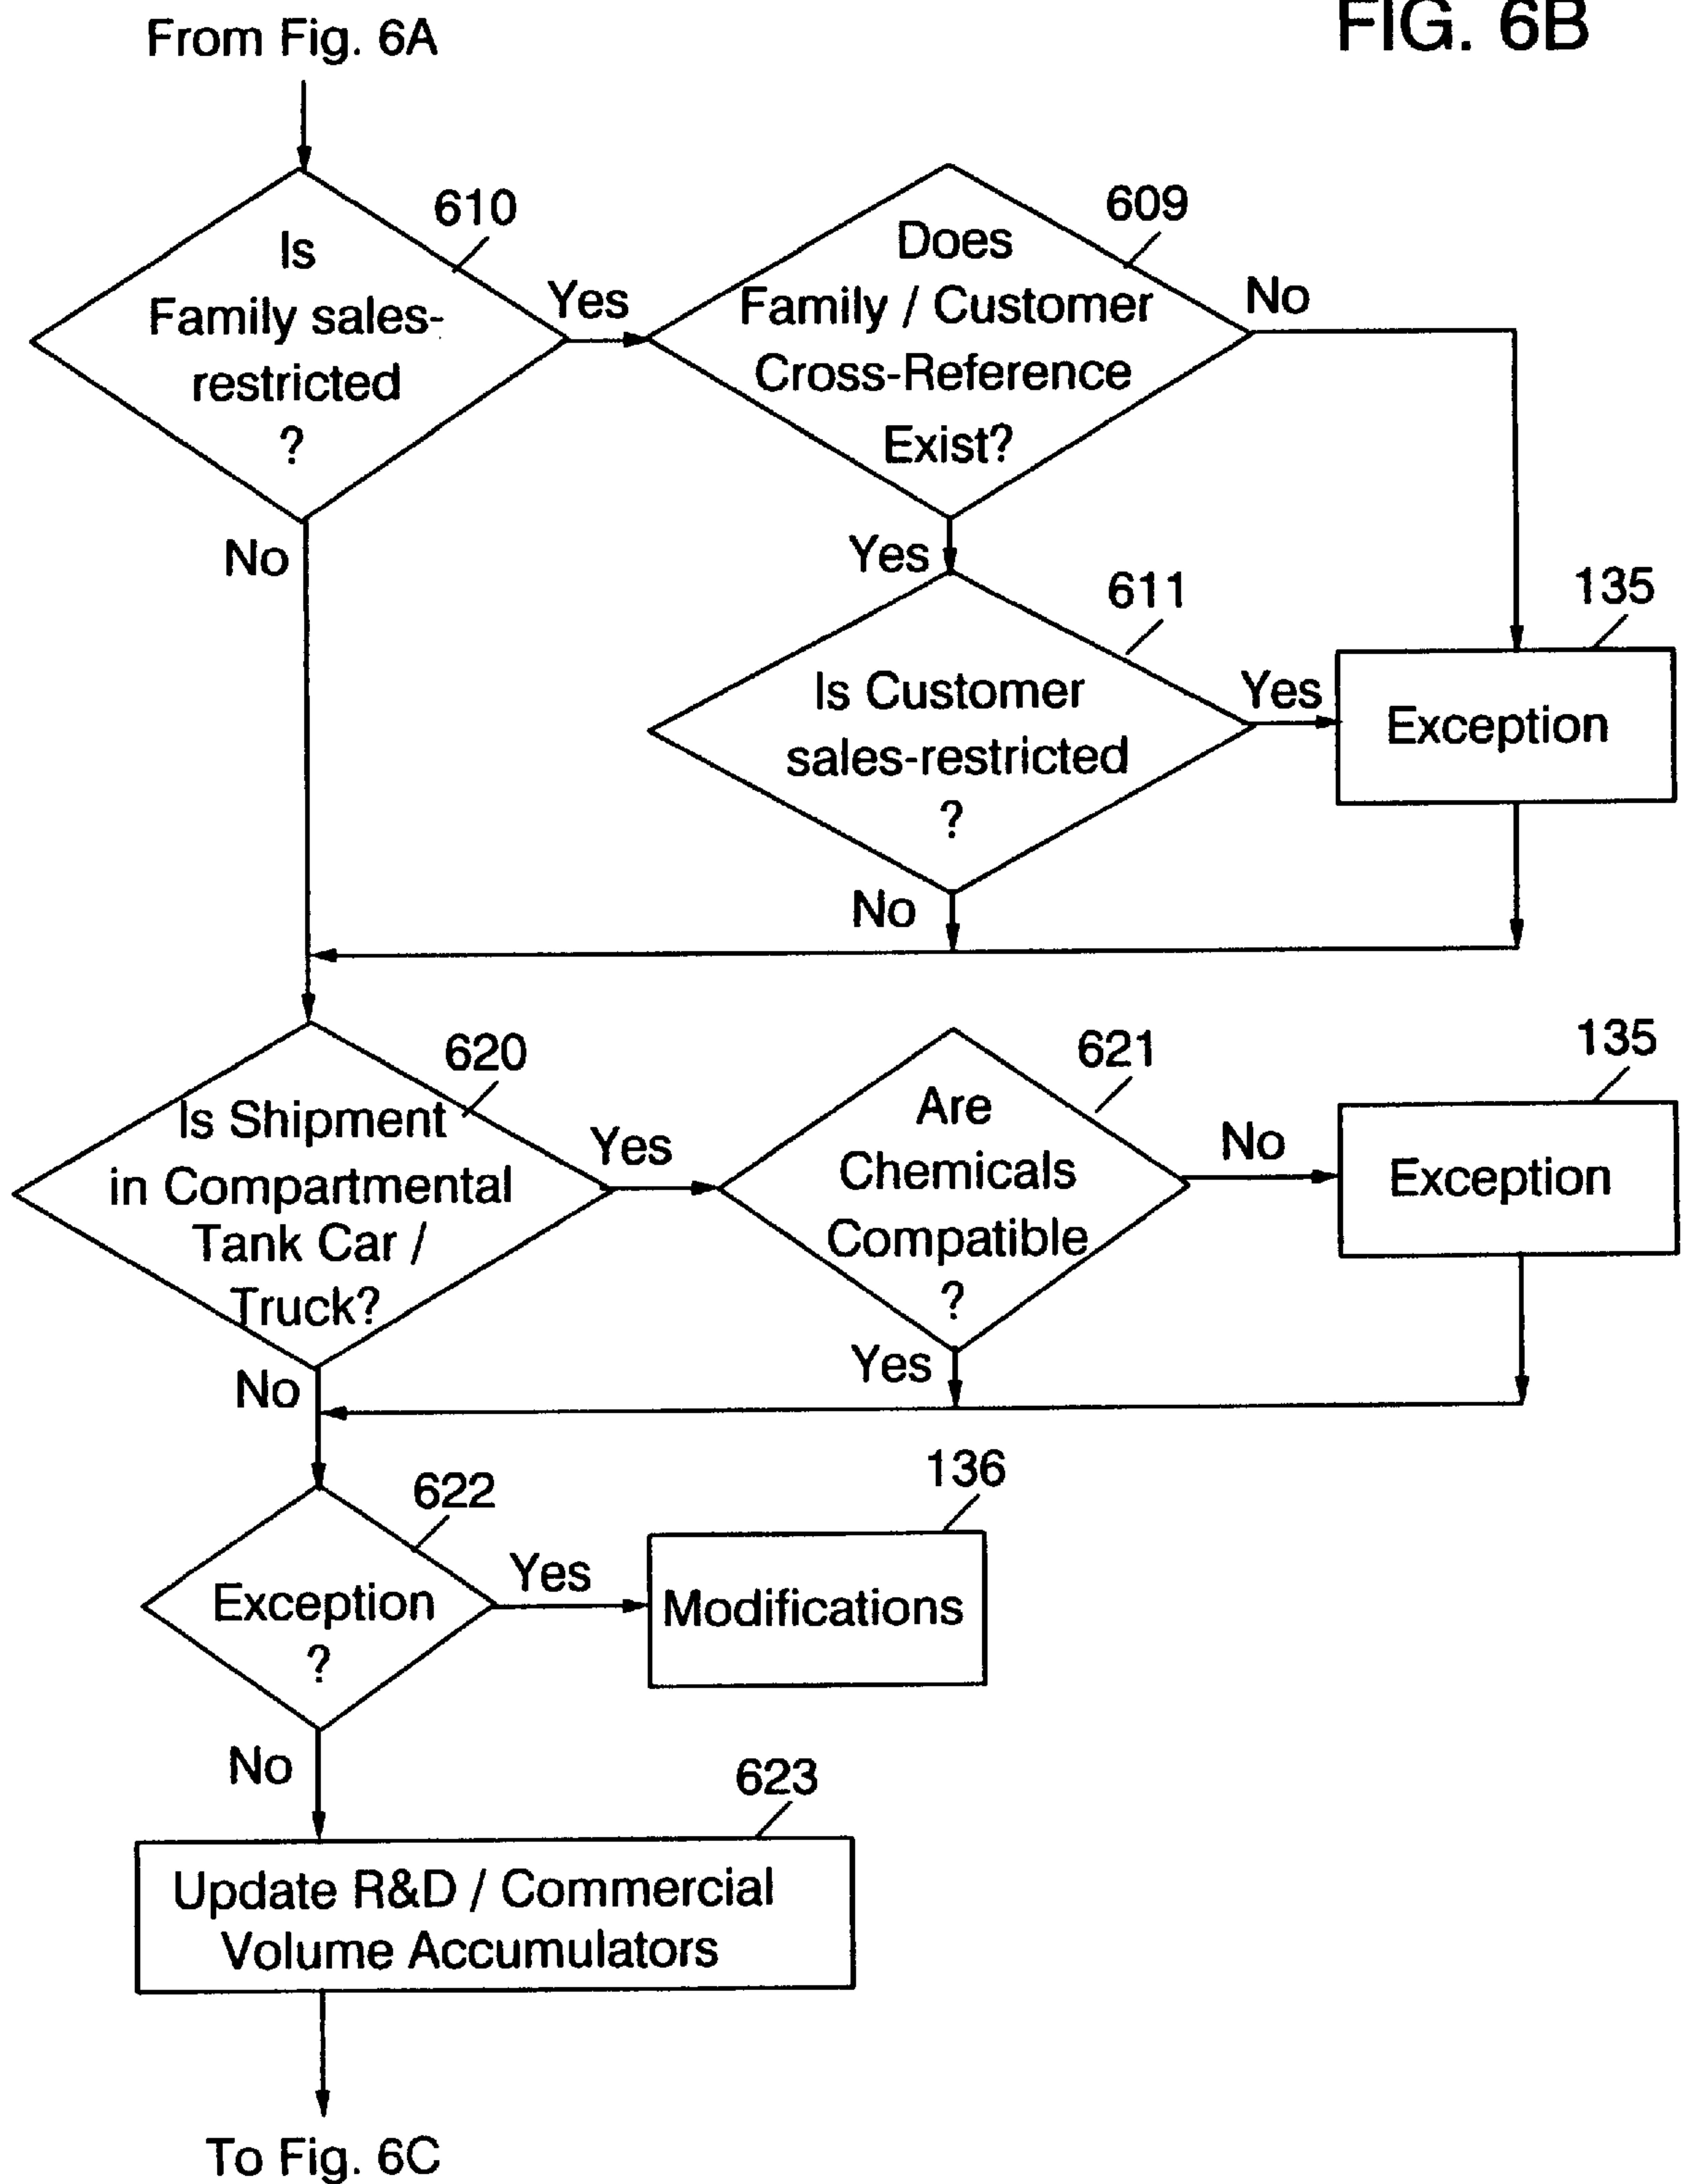 From Fig. 6A
FIG. 6B
610
Is
Family sales-
restricted
?
Yes
No
609
Does
Family / Customer
Cross-Reference
Exist?
No
Yes
611
Is Customer
sales-restricted
?
Yes
No
135
Exception
620
Is Shipment
in Compartmental
Tank Car /
Truck?
Yes
No
621
Are
Chemicals
Compatible
?
No
Yes
135
Exception
622
Exception
?
Yes
No
136
Modifications
623
Update R&D / Commercial
Volume Accumulators
To Fig. 6C